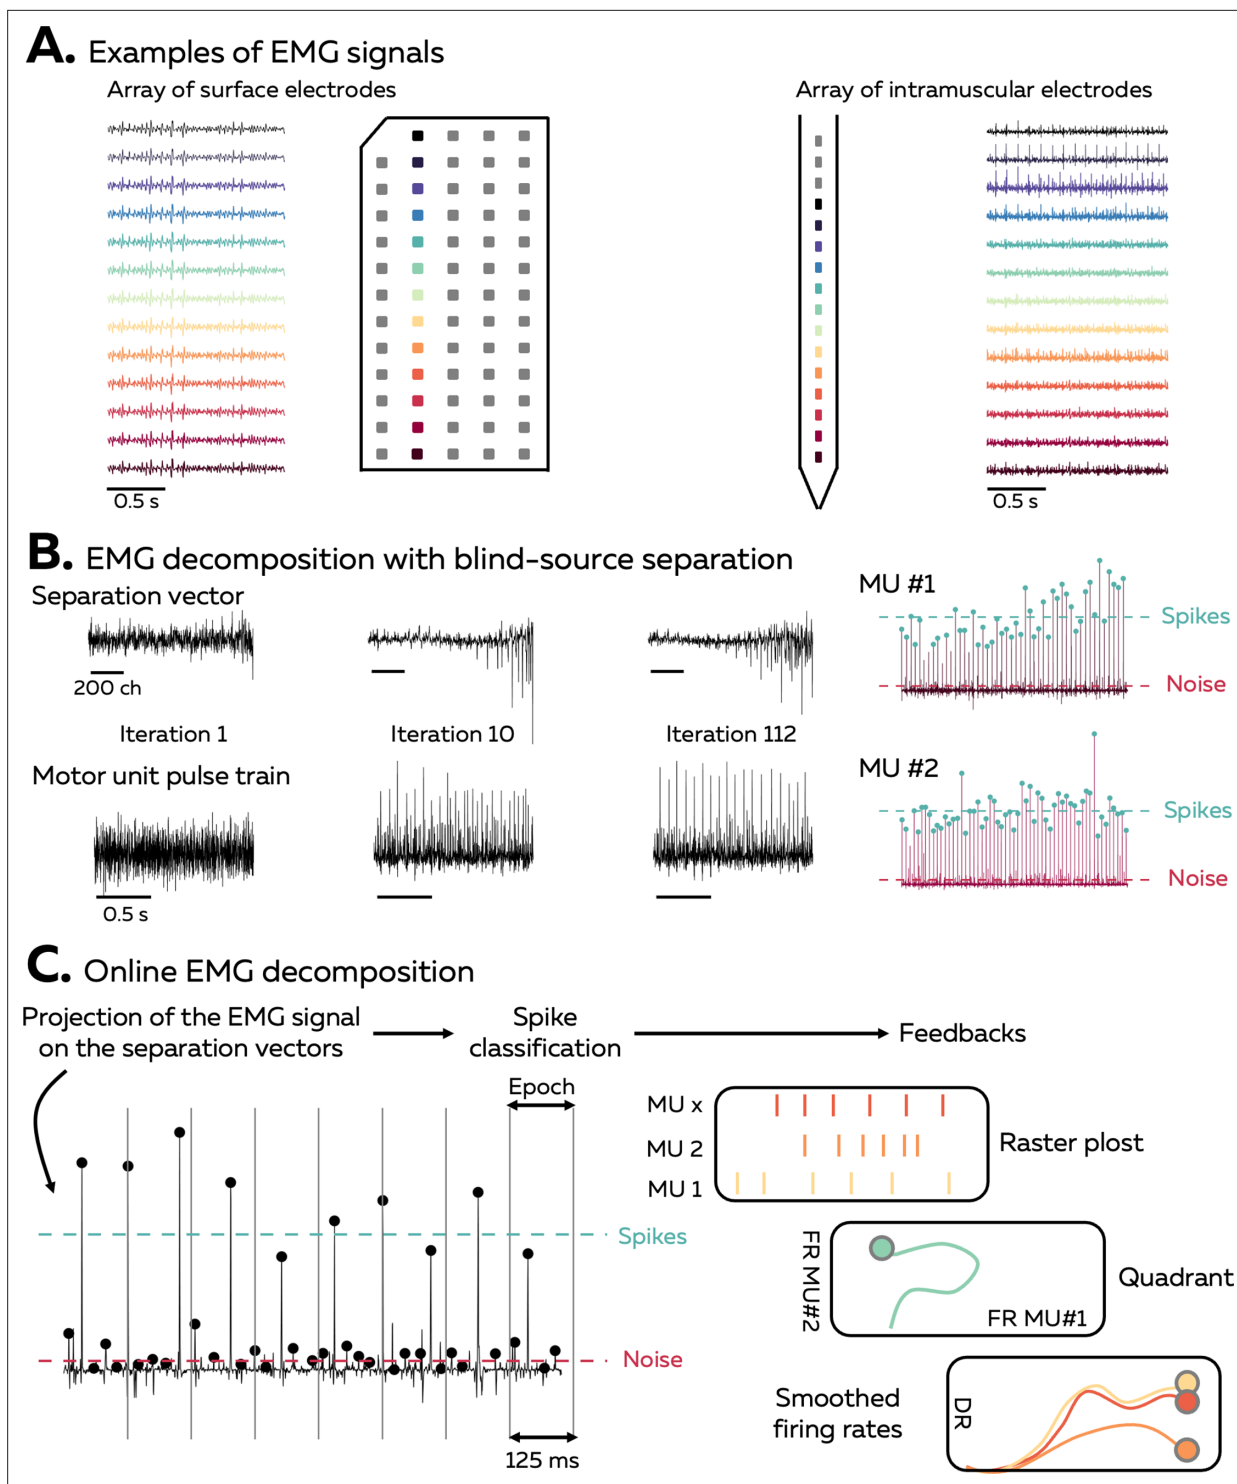 A. Examples of EMG signals
Array of surface electrodes
Array of intramuscular electrodes
0.5 s
0.5 s
B. EMG decomposition with blind-source separation
Separation vector
200 ch
Iteration 1
Iteration 10
Iteration 112
Motor unit pulse train
0.5 s
MU #1
Spikes
Noise
MU #2
Spikes
Noise
C. Online EMG decomposition
Projection of the EMG signal
on the separation vectors
Spike
classification
Feedbacks
Epoch
Spikes
Noise
125 ms
MU x
MU 2
MU 1
Raster plost
FR MU#2
FR MU#1
Quadrant
Smoothed
firing rates
DR